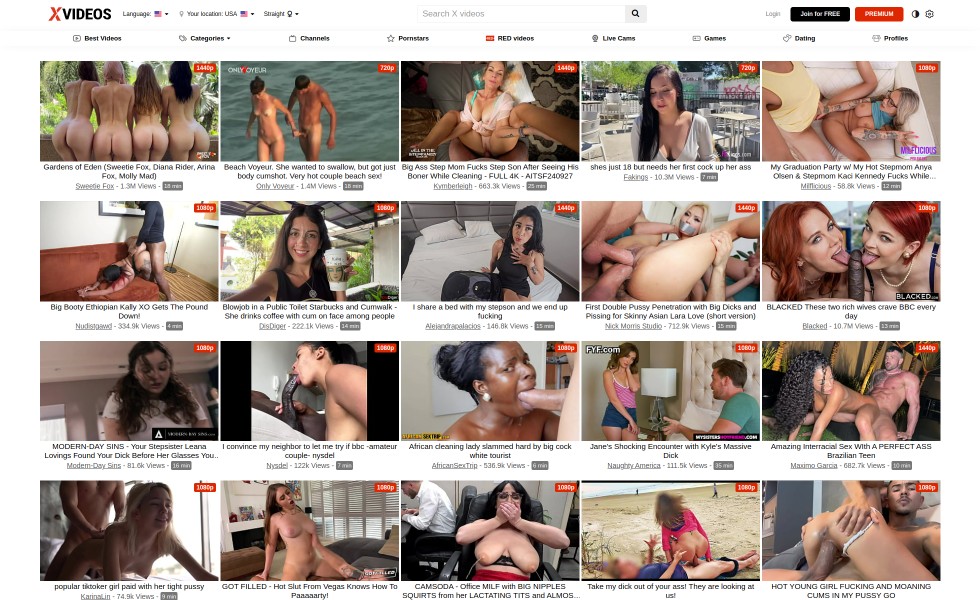 XVIDEOS
Language:
Your location: USA
Straight
Search X videos
Login
Join for FREE
PREMIUM
Best Videos
Categories
Channels
Pornstars
RED videos
Live Cams
Games
Dating
Profiles
1440p
Gardens of Eden (Sweetie Fox, Diana Rider, Arina
Fox, Molly Mad)
Sweetie Fox - 1.3M Views - 18 min
720p
Beach Voyeur. She wanted to swallow, but got just
body cumshot. Very hot couple beach sex!
Only Voyeur - 1.4M Views - 18 min
1440p
Big Ass Step Mom Fucks Step Son After Seeing His
Boner While Cleaning - FULL 4K - AITSF240927
Kymberleigh - 663.3k Views - 25 min
720p
shes just 18 but needs her first cock up her ass
Fakings - 10.3M Views - 7 min
1080p
MILFLICIOUS
My Graduation Party w/ My Hot Stepmom!
Olsen & Stepmom Kaci Kennedy Fucks While...
Milflicious - 58.8k Views - 12 min
1080p
Big Booty Ethiopian Kally XO Gets The Pound
Down!
Nudistgawd - 334.9k Views - 4 min
1080p
Blowjob in a Public Toilet Starbucks and Cumwalk -
She drinks coffee with cum on face among people
DisDiger - 222.1k Views - 14 min
1440p
I share a bed with my stepson and we end up
fucking
Alejandrapalacios - 146.8k Views - 15 min
1440p
First Double Pussy Penetration with Big Dicks and
Pissing for Skinny Asian Lara Love (short version)
Nick Morris Studio - 712.9k Views - 15 min
1080p
BLACKED.COM
BLACKED These two rich wives crave BBC every
day
Blacked - 10.7M Views - 13 min
1080p
MODERN-DAY SINS
MODERN-DAY SINS - Your Stepsister Leana
Lovings Found Your Dick Before Her Glasses You...
Modern-Day Sins - 81.6k Views - 16 min
1080p
I convince my neighbor to let me try if bbc -amateur
couple- nysdel
Nysdel - 122k Views - 7 min
1080p
AFRICANSEXTRIP.COM
African cleaning lady slammed hard by big cock
white tourist
AfricanSexTrip - 536.9k Views - 6 min
FYF.com
1080p
Jane's Shocking Encounter with Kyle's Massive
Dick
Naughty America - 111.5k Views - 35 min
1440p
Amazing Interracial Sex With A PERFECT ASS
Brazilian Teen
Maximo Garcia - 682.7k Views - 10 min
1080p
popular tiktoker girl paid with her tight pussy
KarinaLin - 74.9k Views - 9 min
1080p
GOT FILLED
GOT FILLED - Hot Slut From Vegas Knows How To
Paaaaarty!
1080p
CAMSODA - Office MILF with BIG NIPPLES
SQUIRTS from her LACTATING TITS and ALMOS...
1080p
Take my dick out of your ass! They are looking at
us!
1080p
HOT YOUNG GIRL FUCKING AND MOANING
CUMS IN MY PUSSY GO